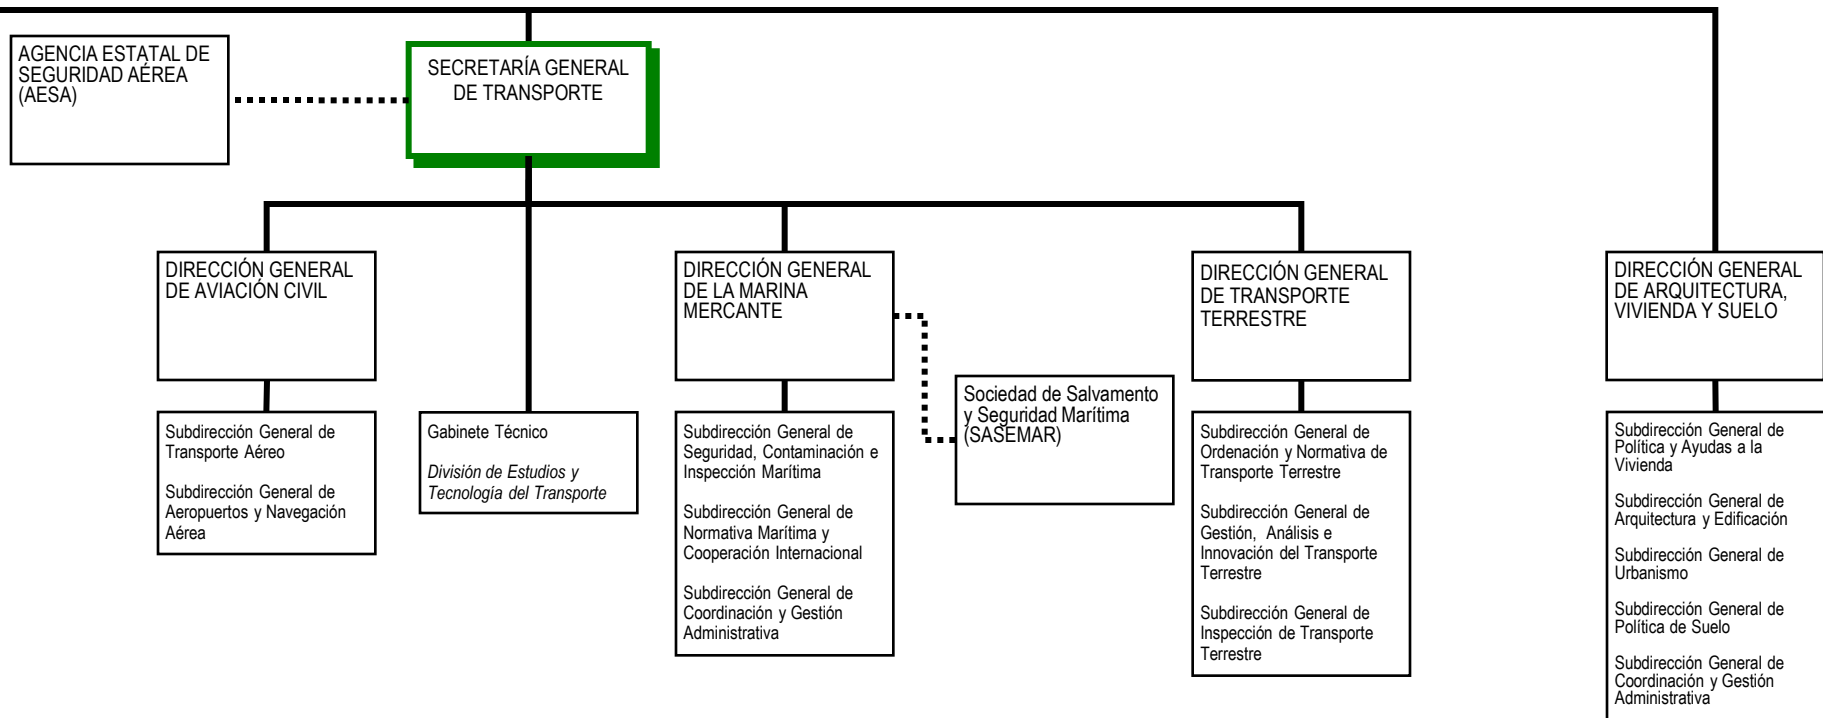 AGENCIA ESTATAL DE
SEGURIDAD AÉREA
(AESA)
SECRETARÍA GENERAL
DE TRANSPORTE
DIRECCIÓN GENERAL
DE AVIACIÓN CIVIL
DIRECCIÓN GENERAL
DE LA MARINA
MERCANTE
DIRECCIÓN GENERAL
DE TRANSPORTE
TERRESTRE
DIRECCIÓN GENERAL
DE ARQUITECTURA,
VIVIENDA Y SUELO
Subdirección General de
Transporte Aéreo
Subdirección General de
Aeropuertos y Navegación
Aérea
Gabinete Técnico
División de Estudios y
Tecnología del Transporte
Subdirección General de
Seguridad, Contaminación e
Inspección Marítima
Subdirección General de
Normativa Marítima y
Cooperación Internacional
Subdirección General de
Coordinación y Gestión
Administrativa
Sociedad de Salvamento
y Seguridad Marítima
(SASEMAR)
Subdirección General de
Ordenación y Normativa de
Transporte Terrestre
Subdirección General de
Gestión, Análisis e
Innovación del Transporte
Terrestre
Subdirección General de
Inspección de Transporte
Terrestre
Subdirección General de
Política y Ayudas a la
Vivienda
Subdirección General de
Arquitectura y Edificación
Subdirección General de
Urbanismo
Subdirección General de
Política de Suelo
Subdirección General de
Coordinación y Gestión
Administrativa